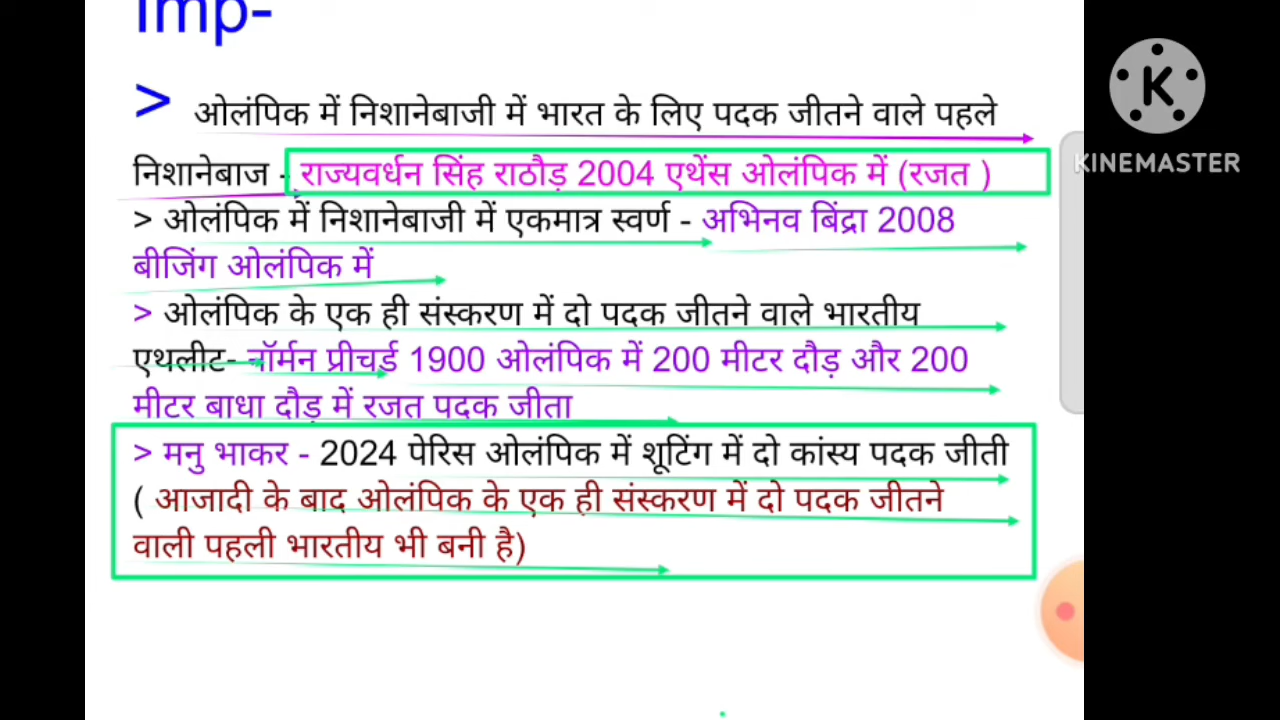 Imp-
> ओलंपिक में निशानेबाजी में भारत के लिए पदक जीतने वाले पहले
निशानेबाज - राज्यवर्धन सिंह राठौड़ 2004 एथेंस ओलंपिक में (रजत )
> ओलंपिक में निशानेबाजी में एकमात्र स्वर्ण - अभिनव बिंद्रा 2008
बीजिंग ओलंपिक में
> ओलंपिक के एक ही संस्करण में दो पदक जीतने वाले भारतीय
एथलीट- नॉर्मन प्रीचर्ड 1900 ओलंपिक में 200 मीटर दौड़ और 200
मीटर बाधा दौड़ में रजत पदक जीता
> मनु भाकर - 2024 पेरिस ओलंपिक में शूटिंग में दो कांस्य पदक जीती
( आजादी के बाद ओलंपिक के एक ही संस्करण में दो पदक जीतने
वाली पहली भारतीय भी बनी है)
K
KINEMASTER